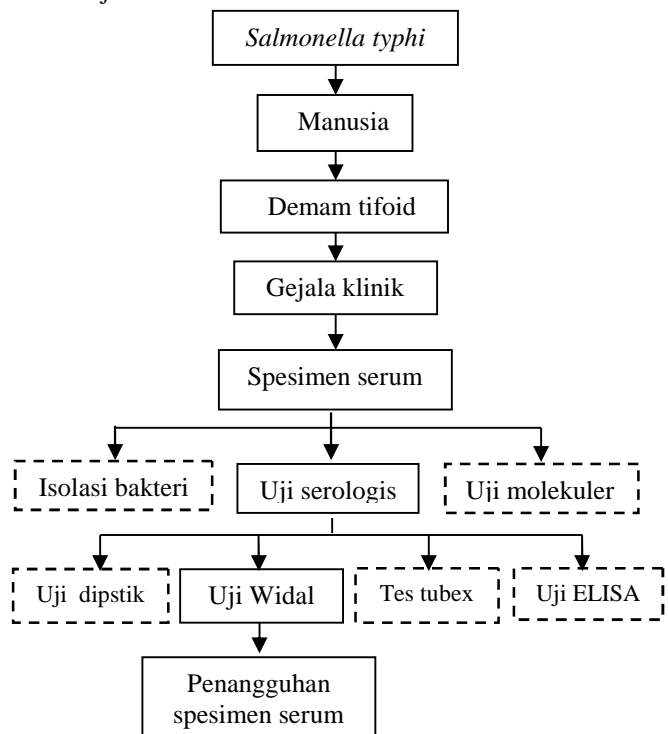 Salmonella typhi
Manusia
Demam tifoid
Gejala klinik
Spesimen serum
Isolasi bakteri
Uji serologis
Uji molekuler
Uji dipstik
Uji Widal
Tes tubex
Uji ELISA
Penangguhan
spesimen serum